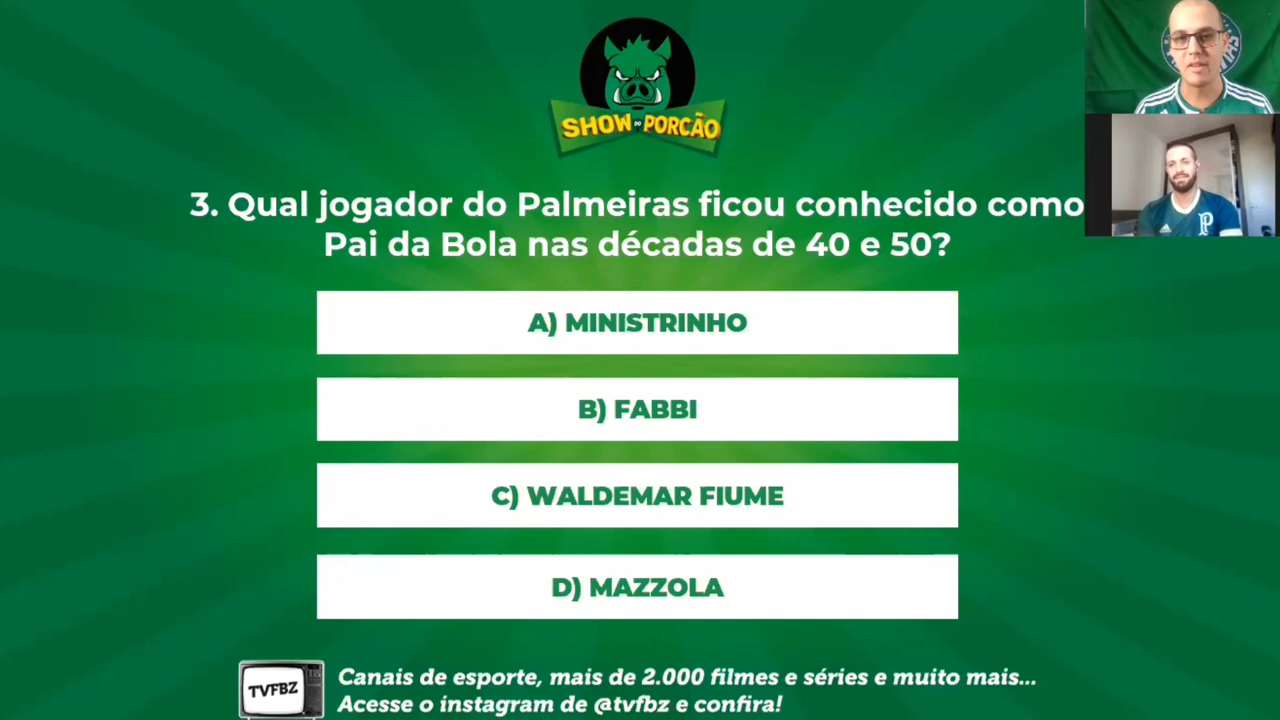 SHOW DO PORCÃO
3. Qual jogador do Palmeiras ficou conhecido como
Pai da Bola nas décadas de 40 e 50?
A) MINISTRINHO
B) FABBI
C) WALDEMAR FIUME
D) MAZZOLA
TVFBZ
Canais de esporte, mais de 2.000 filmes e séries e muito mais...
Acesse o instagram de @tvfbz e confira!